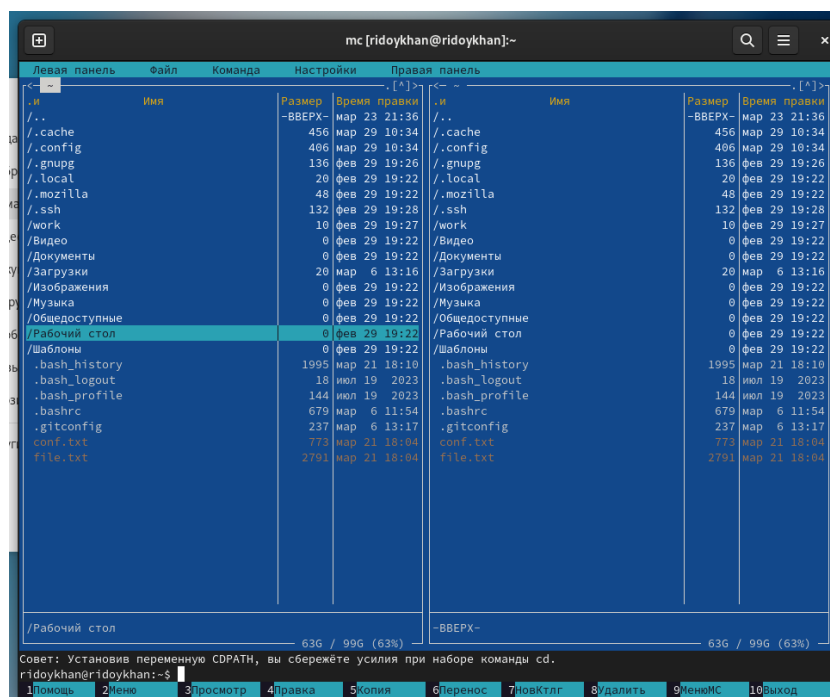 mc [ridoykhan@ridoykhan]:~
Левая панель Файл Команда Настройки Правая панель
<— ~ .[^]> <— ~ .[^]>
.и Имя Размер Время правки .и Имя Размер Время правки
/.. -ВВЕРХ- мар 23 21:36 /.. -ВВЕРХ- мар 23 21:36
/.cache 456 мар 29 10:34 /.cache 456 мар 29 10:34
/.config 406 мар 29 10:34 /.config 406 мар 29 10:34
/.gnupg 136 фев 29 19:26 /.gnupg 136 фев 29 19:26
/.local 20 фев 29 19:22 /.local 20 фев 29 19:22
/.mozilla 48 фев 29 19:22 /.mozilla 48 фев 29 19:22
/.ssh 132 фев 29 19:28 /.ssh 132 фев 29 19:28
/work 10 фев 29 19:27 /work 10 фев 29 19:27
/Видео 0 фев 29 19:22 /Видео 0 фев 29 19:22
/Документы 0 фев 29 19:22 /Документы 0 фев 29 19:22
/Загрузки 20 мар 6 13:16 /Загрузки 20 мар 6 13:16
/Изображения 0 фев 29 19:22 /Изображения 0 фев 29 19:22
/Музыка 0 фев 29 19:22 /Музыка 0 фев 29 19:22
/Общедоступные 0 фев 29 19:22 /Общедоступные 0 фев 29 19:22
/Рабочий стол 0 фев 29 19:22 /Рабочий стол 0 фев 29 19:22
/Шаблоны 0 фев 29 19:22 /Шаблоны 0 фев 29 19:22
.bash_history 1995 мар 21 18:10 .bash_history 1995 мар 21 18:10
.bash_logout 18 июл 19 2023 .bash_logout 18 июл 19 2023
.bash_profile 144 июл 19 2023 .bash_profile 144 июл 19 2023
.bashrc 679 мар 6 11:54 .bashrc 679 мар 6 11:54
.gitconfig 237 мар 6 13:17 .gitconfig 237 мар 6 13:17
conf.txt 773 мар 21 18:04 conf.txt 773 мар 21 18:04
file.txt 2791 мар 21 18:04 file.txt 2791 мар 21 18:04
/Рабочий стол -ВВЕРХ-
63G / 99G (63%) 63G / 99G (63%)
Совет: Установив переменную CDPATH, вы сбережёте усилия при наборе команды cd.
ridoykhan@ridoykhan:~$
1Помощь 2Меню 3Просмотр 4Правка 5Копия 6Перенос 7НовКтлг 8Удалить 9МенюMC 10Выход